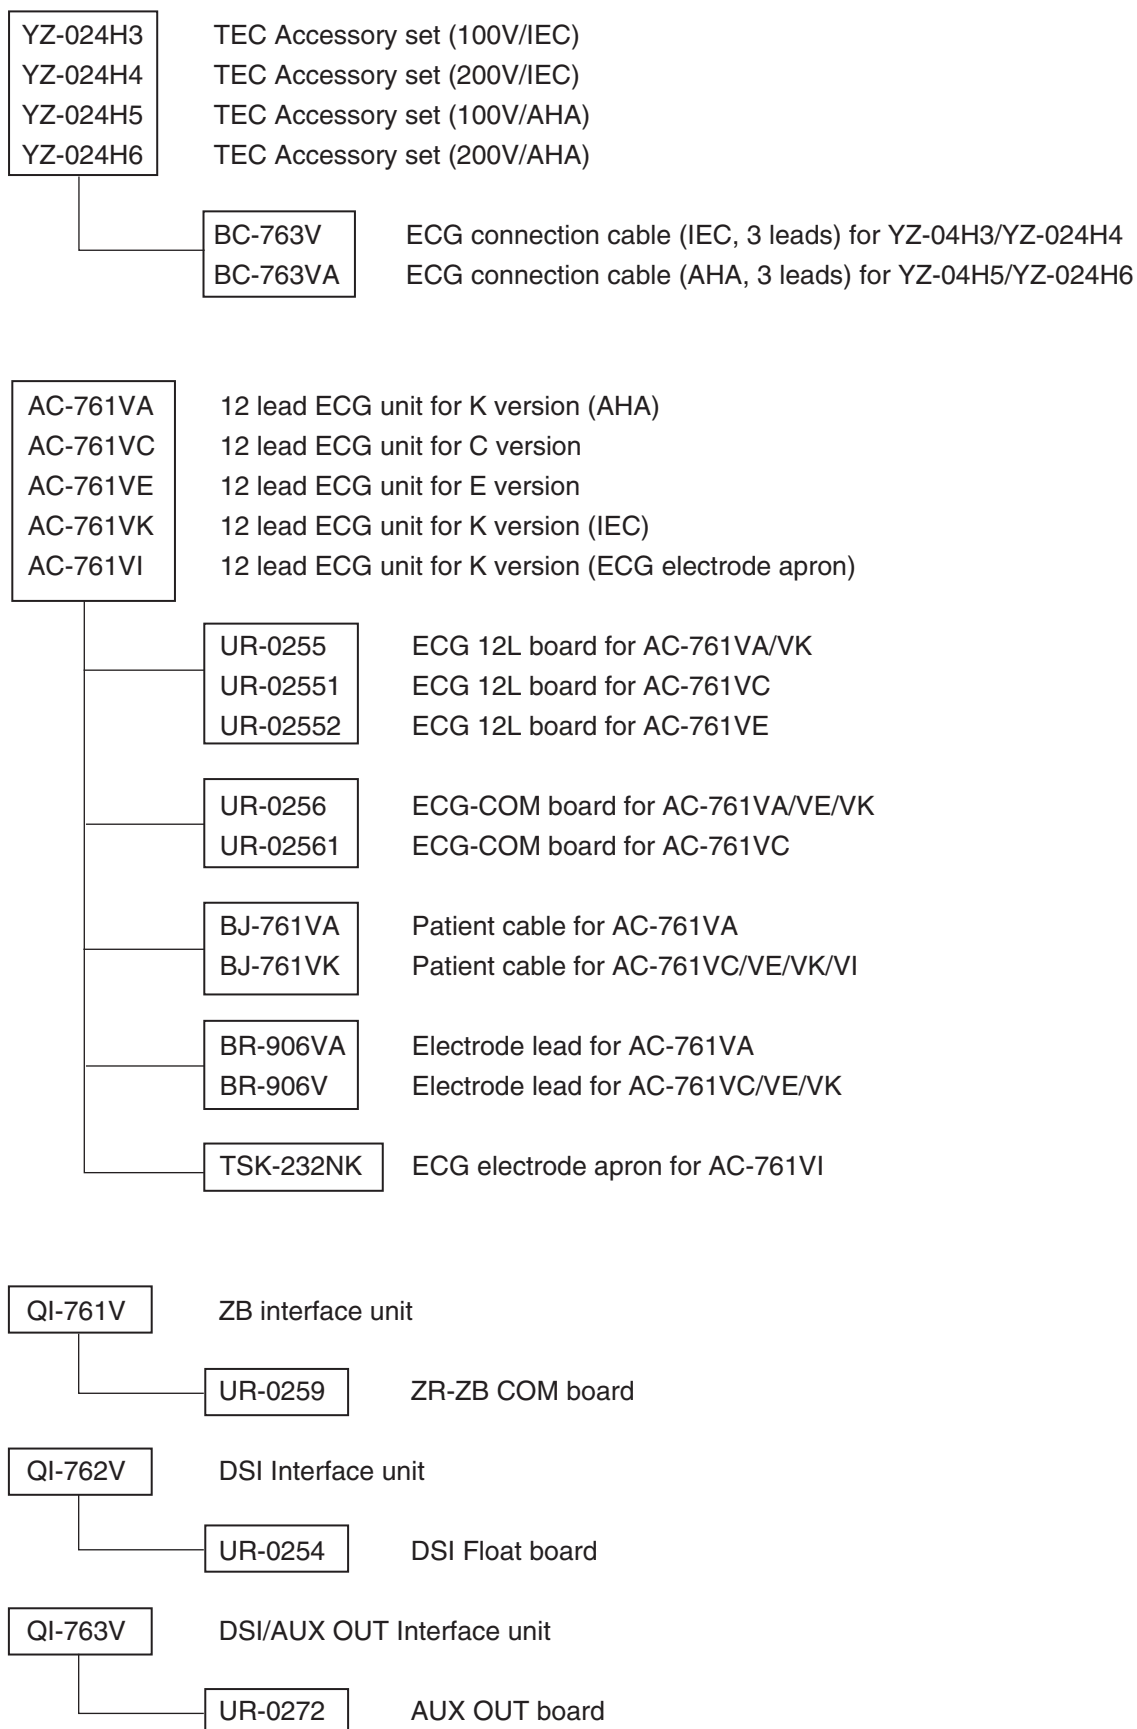 YZ-024H3 TEC Accessory set (100V/IEC)
YZ-024H4 TEC Accessory set (200V/IEC)
YZ-024H5 TEC Accessory set (100V/AHA)
YZ-024H6 TEC Accessory set (200V/AHA)
BC-763V ECG connection cable (IEC, 3 leads) for YZ-04H3/YZ-024H4
BC-763VA ECG connection cable (AHA, 3 leads) for YZ-04H5/YZ-024H6
AC-761VA 12 lead ECG unit for K version (AHA)
AC-761VC 12 lead ECG unit for C version
AC-761VE 12 lead ECG unit for E version
AC-761VK 12 lead ECG unit for K version (IEC)
AC-761VI 12 lead ECG unit for K version (ECG electrode apron)
UR-0255 ECG 12L board for AC-761VA/VK
UR-02551 ECG 12L board for AC-761VC
UR-02552 ECG 12L board for AC-761VE
UR-0256 ECG-COM board for AC-761VA/VE/VK
UR-02561 ECG-COM board for AC-761VC
BJ-761VA Patient cable for AC-761VA
BJ-761VK Patient cable for AC-761VC/VE/VK/VI
BR-906VA Electrode lead for AC-761VA
BR-906V Electrode lead for AC-761VC/VE/VK
TSK-232NK ECG electrode apron for AC-761VI
QI-761V ZB interface unit
UR-0259 ZR-ZB COM board
QI-762V DSI Interface unit
UR-0254 DSI Float board
QI-763V DSI/AUX OUT Interface unit
UR-0272 AUX OUT board